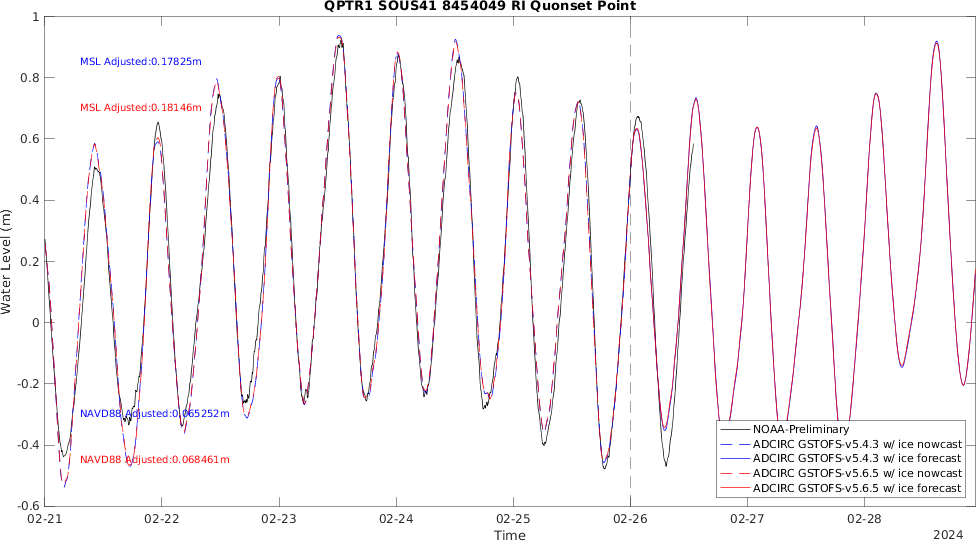 QPTR1 SOUS41 8454049 RI Quonset Point
1
0.8
0.6
0.4
0.2
0
-0.2
-0.4
-0.6
Water Level (m)
MSL Adjusted:0.17825m
MSL Adjusted:0.18146m
NAVD88 Adjusted:0.065252m
NAVD88 Adjusted:0.068461m
NOAA-Preliminary
ADCIRC GSTOFS-v5.4.3 w/ ice nowcast
ADCIRC GSTOFS-v5.4.3 w/ ice forecast
ADCIRC GSTOFS-v5.6.5 w/ ice nowcast
ADCIRC GSTOFS-v5.6.5 w/ ice forecast
02-21 02-22 02-23 02-24 02-25 02-26 02-27 02-28
Time
2024